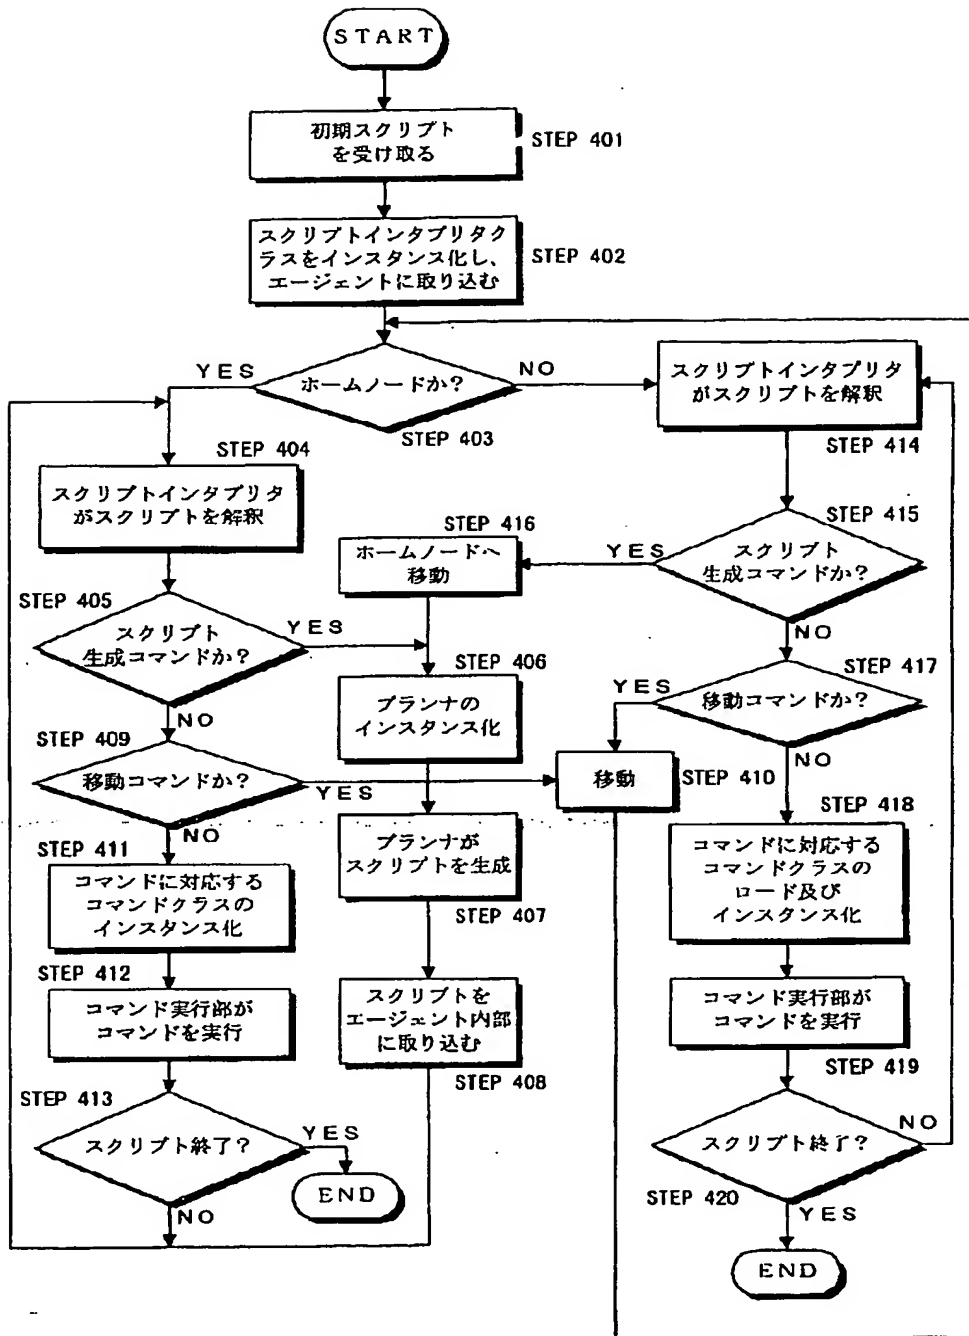 START
初期スクリプト
を受け取る
STEP 401
スクリプトインタプリタク
ラスをインスタンス化し、
エージェントに取り込む
STEP 402
YES
ホームノードか?
NO
STEP 403
STEP 404
スクリプトインタプリタ
がスクリプトを解釈
STEP 405
スクリプト
生成コマンドか?
YES
NO
STEP 409
移動コマンドか?
YES
NO
STEP 411
コマンドに対応する
コマンドクラスの
インスタンス化
STEP 412
コマンド実行部が
コマンドを実行
STEP 413
スクリプト終了?
YES
END
NO
STEP 416
ホームノードへ
移動
STEP 406
プランナの
インスタンス化
プランナが
スクリプトを生成
STEP 407
スクリプトを
エージェント内部
に取り込む
STEP 408
移動
STEP 410
スクリプトインタプリタ
がスクリプトを解釈
STEP 414
STEP 415
YES
スクリプト
生成コマンドか?
NO
STEP 417
YES
移動コマンドか?
NO
STEP 418
コマンドに対応する
コマンドクラスの
ロード及び
インスタンス化
コマンド実行部が
コマンドを実行
STEP 419
NO
スクリプト終了?
STEP 420
YES
END